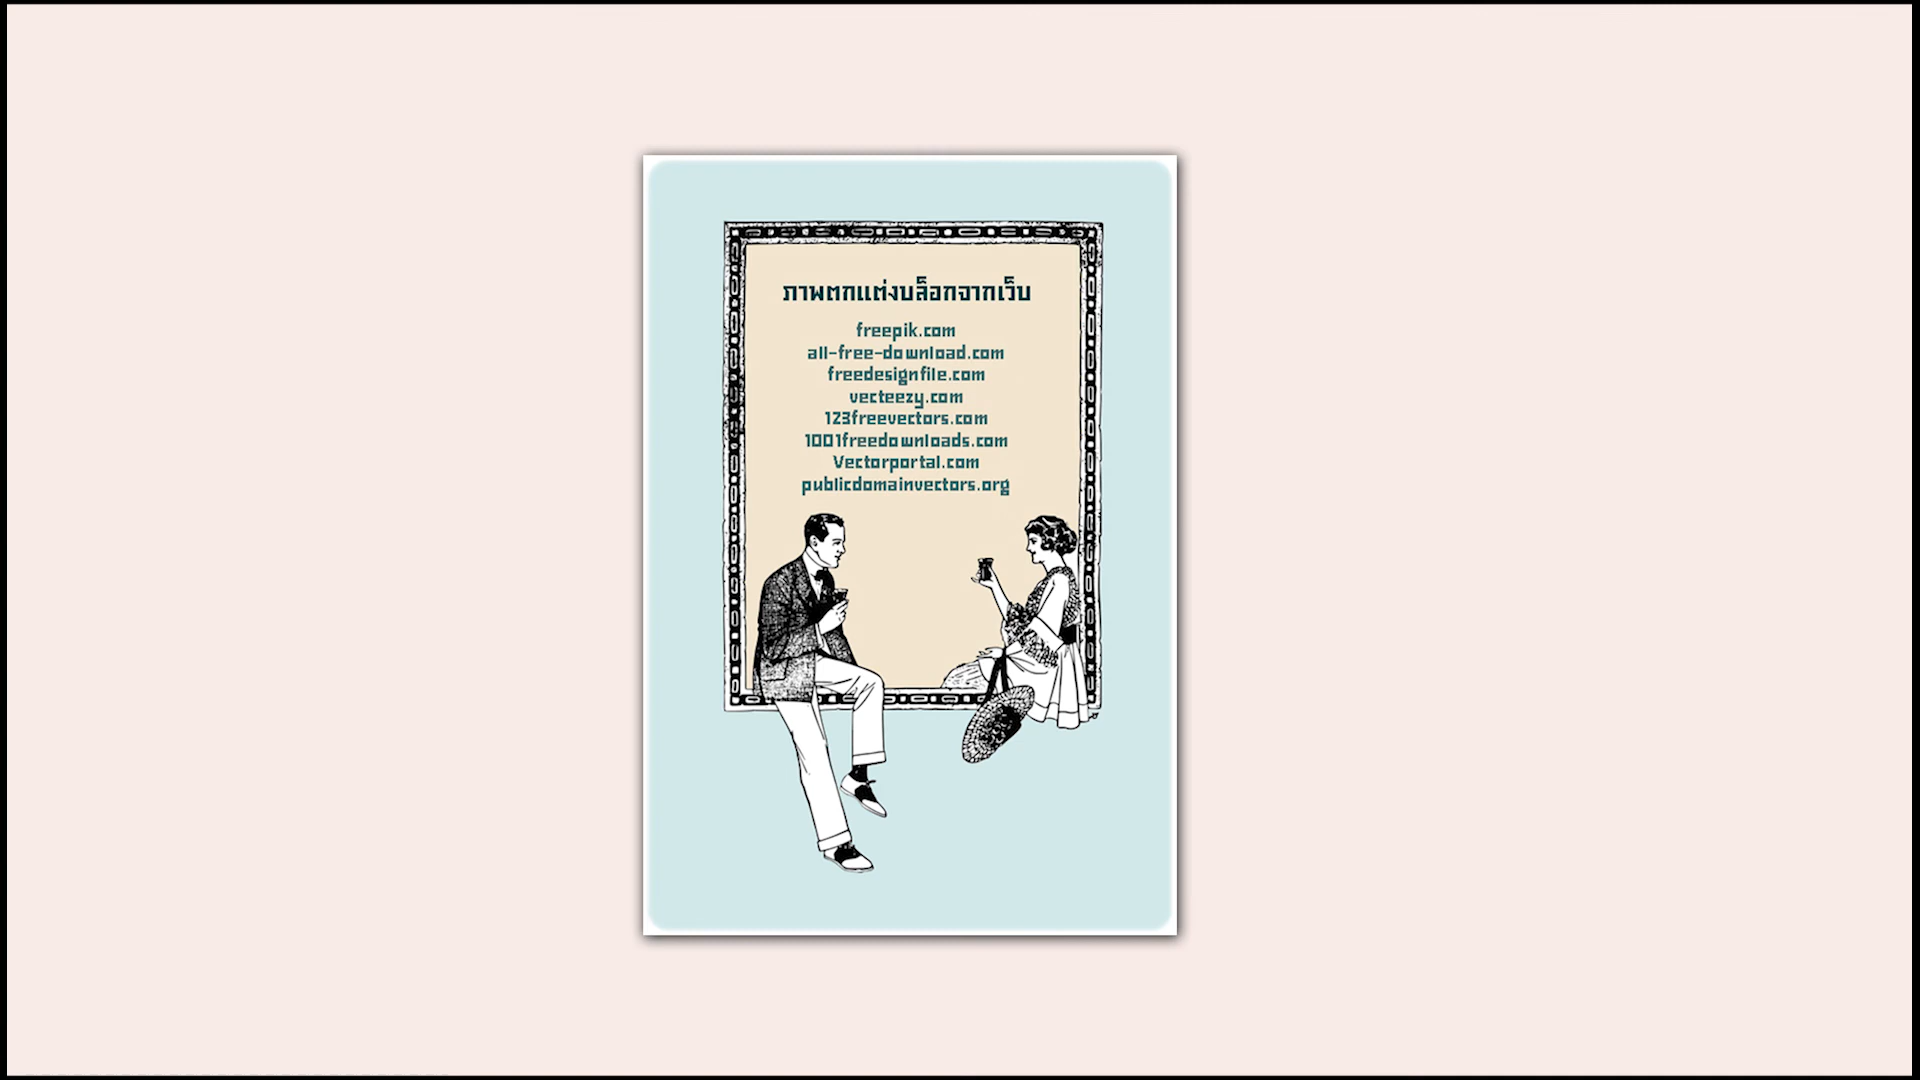 ภาพตกแต่งบล็อกจากเว็บ
freepik.com
all-free-download.com
freedesignfile.com
vecteezy.com
123freevectors.com
1001freedownloads.com
Vectorportal.com
publicdomainvectors.org